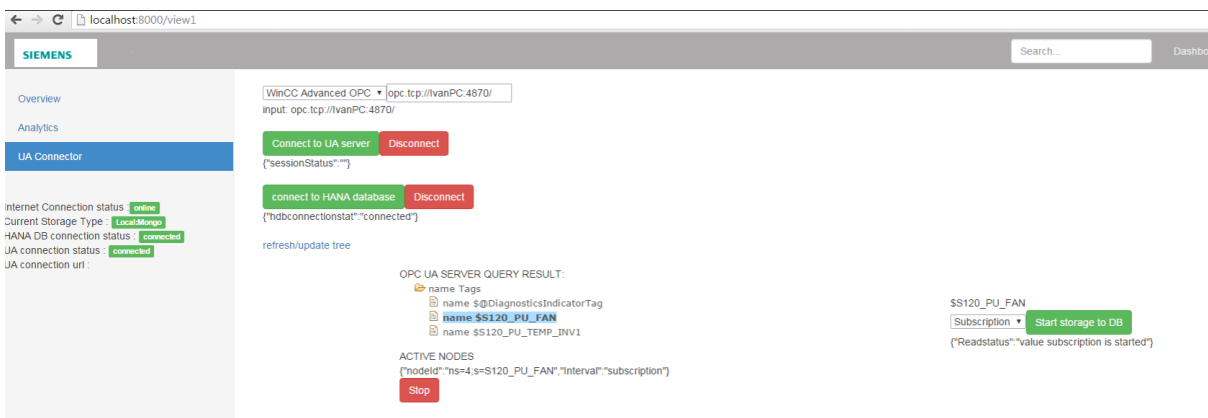 localhost:8000/view1
SIEMENS
Search...
Dashbo
Overview
Analytics
UA Connector
Internet Connection status : online
Current Storage Type : Local:Mongo
HANA DB connection status : connected
UA connection status : connected
UA connection url :
WinCC Advanced OPC opc.tcp://IvanPC:4870/
input: opc.tcp://IvanPC:4870/
Connect to UA server Disconnect
{"sessionStatus":""}
connect to HANA database Disconnect
{"hdbconnectionstat":"connected"}
refresh/update tree
OPC UA SERVER QUERY RESULT:
name Tags
name $@DiagnosticsIndicatorTag
name $S120_PU_FAN
name $S120_PU_TEMP_INV1
ACTIVE NODES
{"nodeId":"ns=4;s=S120_PU_FAN","Interval":"subscription"}
Stop
$S120_PU_FAN
Subscription Start storage to DB
{"Readstatus":"value subscription is started"}